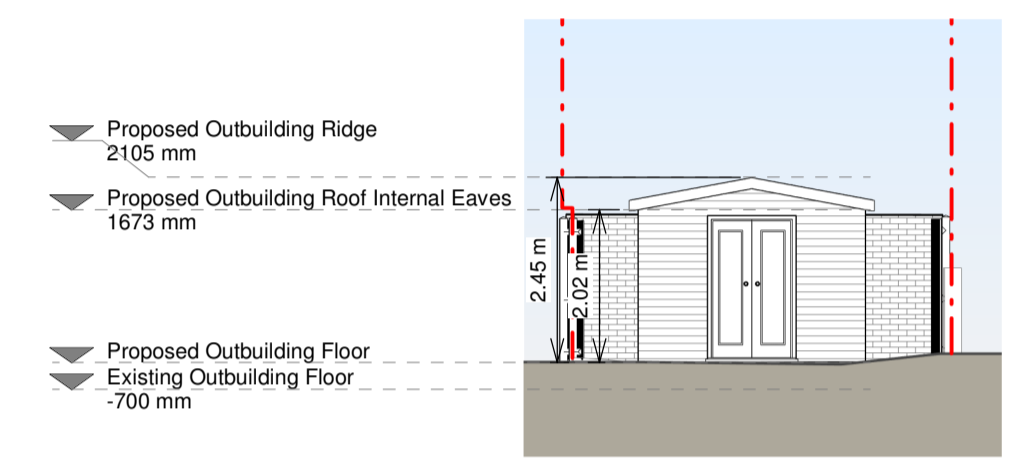 Proposed Outbuilding Ridge
2105 mm
Proposed Outbuilding Roof Internal Eaves
1673 mm
2.45 m
2.02 m
Proposed Outbuilding Floor
Existing Outbuilding Floor
-700 mm